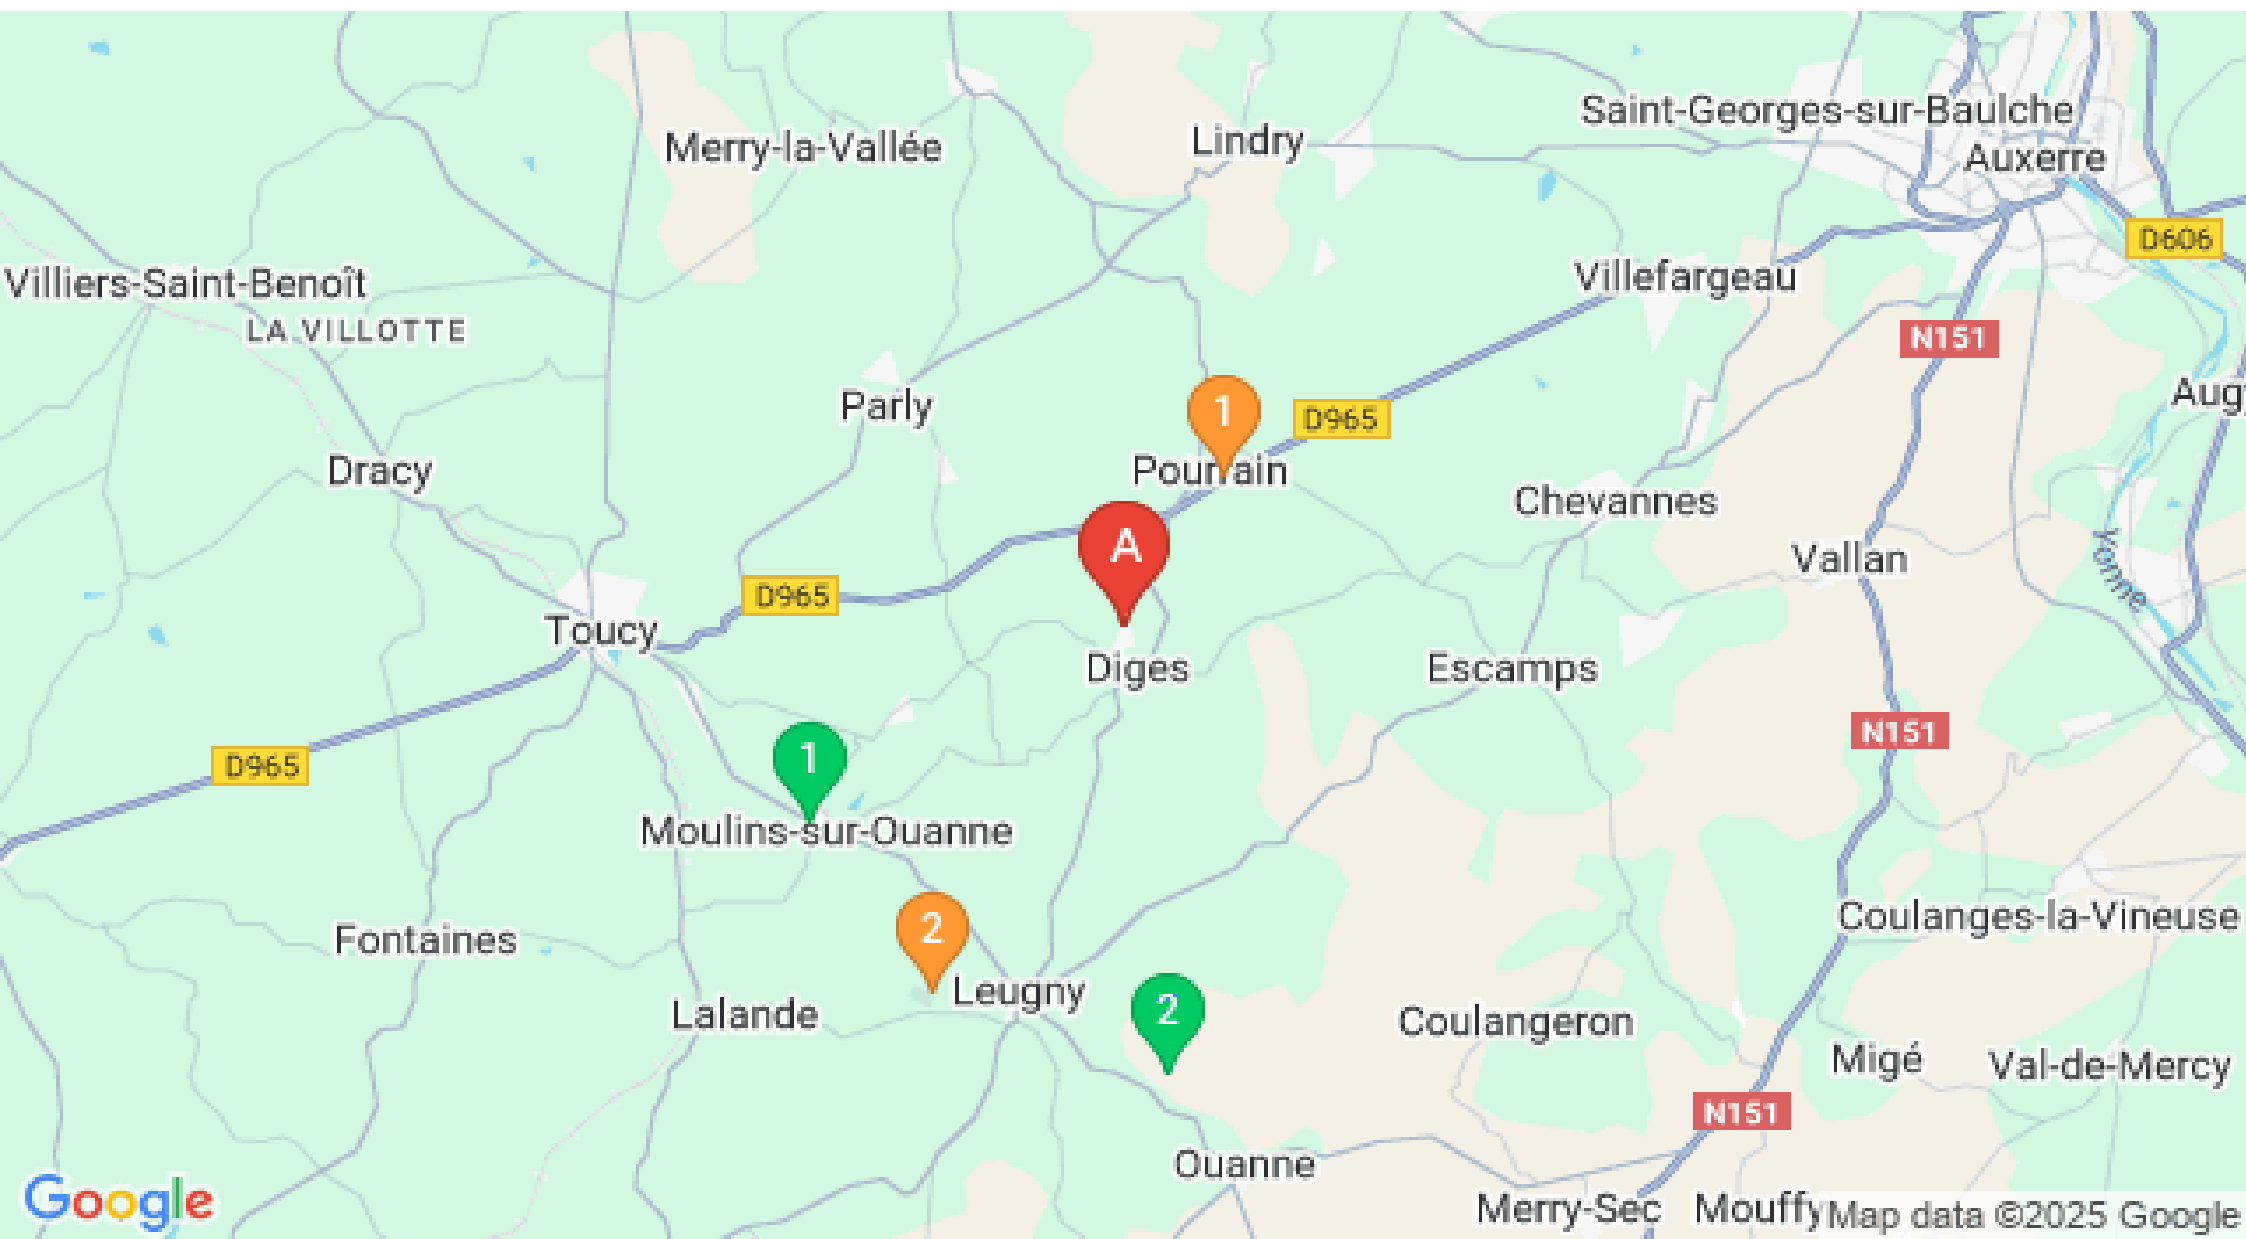 Saint-Georges-sur-Baulche
Merry-la-Vallée
Lindry
Auxerre
D606
Villiers-Saint-Benoît
Villefargeau
LA VILLOTTE
N151
Augy
Parly
1
D965
Dracy
Pourrain
Chevannes
A
Vallan
Yonne
D965
Toucy
Diges
Escamps
N151
1
D965
Moulins-sur-Ouanne
2
Coulanges-la-Vineuse
Fontaines
Leugny
2
Lalande
Coulangeron
Migé
Val-de-Mercy
N151
Ouanne
Google
Merry-Sec
Mouffy
Map data ©2025 Google